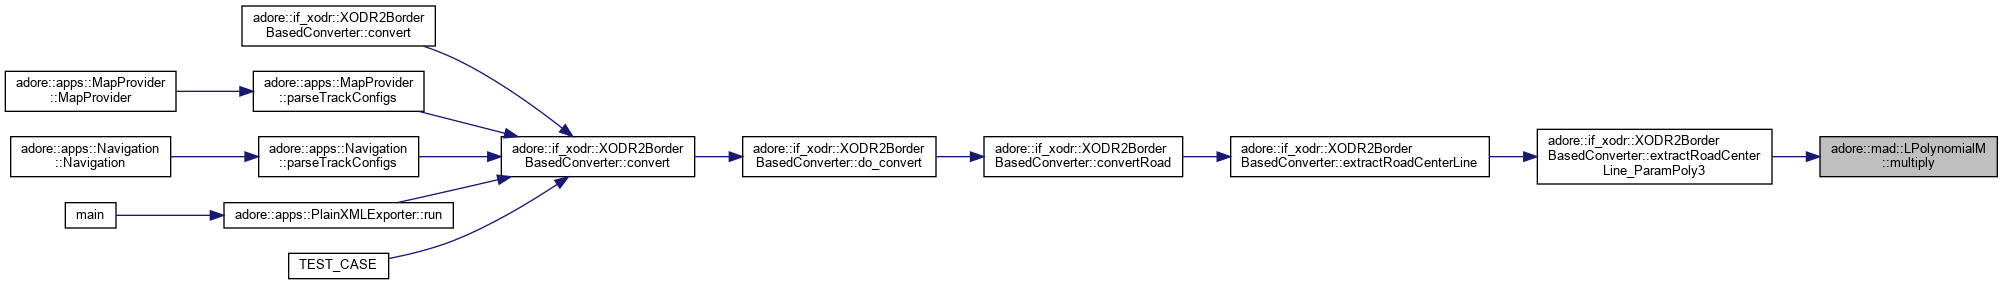 adore::if_xodr::XODR2Border
BasedConverter::convert
adore::apps::MapProvider
::MapProvider
adore::apps::MapProvider
::parseTrackConfigs
adore::apps::Navigation
::Navigation
adore::apps::Navigation
::parseTrackConfigs
main
adore::apps::PlainXMLExporter::run
TEST_CASE
adore::if_xodr::XODR2Border
BasedConverter::convert
adore::if_xodr::XODR2Border
BasedConverter::do_convert
adore::if_xodr::XODR2Border
BasedConverter::convertRoad
adore::if_xodr::XODR2Border
BasedConverter::extractRoadCenterLine
adore::if_xodr::XODR2Border
BasedConverter::extractRoadCenter
Line_ParamPoly3
adore::mad::LPolynomialM
::multiply